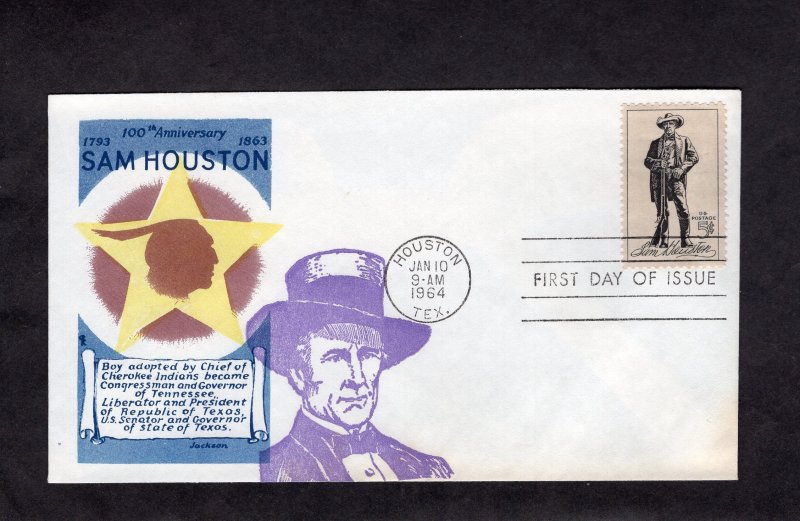 100th Anniversary
1793 1863
SAM HOUSTON
Boy adopted by Chief of
Cherokee Indians became
Congressman and Governor
of Tennessee,
Liberator and President
of Republic of Texas,
U.S. Senator and Governor
of state of Texas.
Jackson
HOUSTON
JAN 10
9-AM
1964
TEX.
U.S.
POSTAGE
5¢
Sam Houston
FIRST DAY OF ISSUE